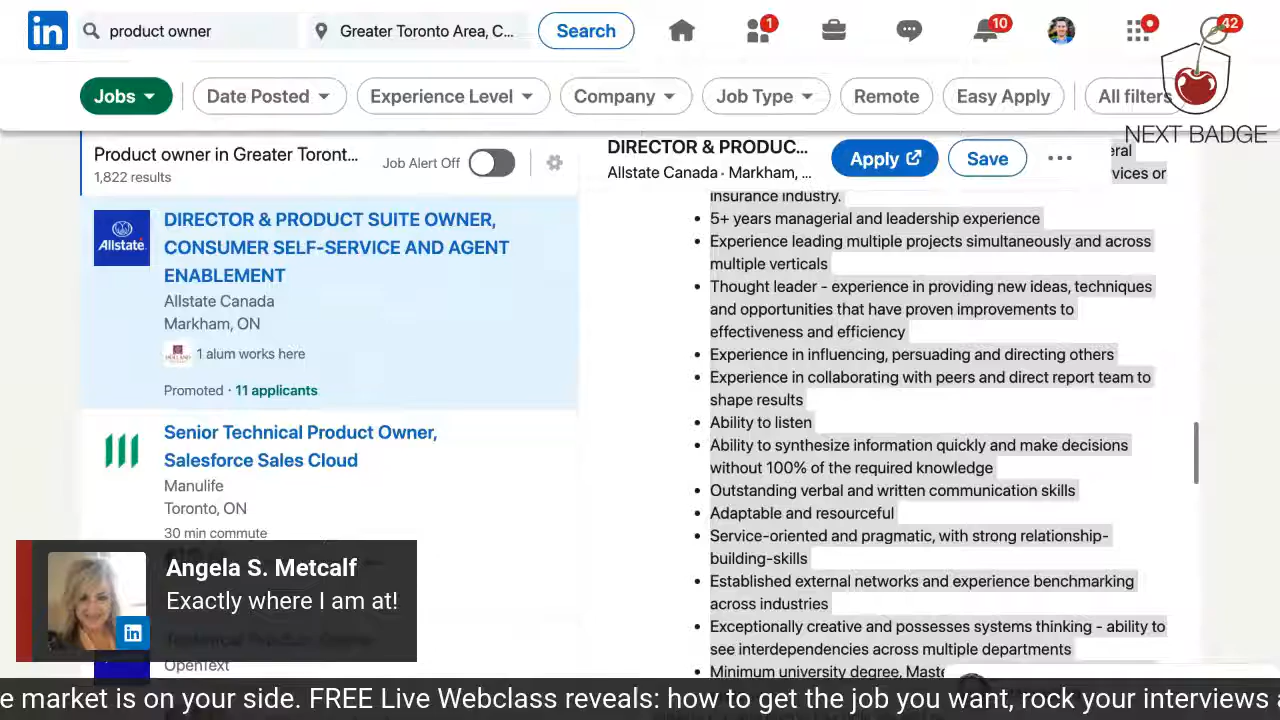 in
product owner
Greater Toronto Area, C...
Search
1
10
42
Jobs
Date Posted
Experience Level
Company
Job Type
Remote
Easy Apply
All filters
NEXT BADGE
Product owner in Greater Toront...
1,822 results
Job Alert Off
Allstate.
DIRECTOR & PRODUCT SUITE OWNER,
CONSUMER SELF-SERVICE AND AGENT
ENABLEMENT
Allstate Canada
Markham, ON
1 alum works here
Promoted · 11 applicants
Senior Technical Product Owner,
Salesforce Sales Cloud
Manulife
Toronto, ON
30 min commute
OpenText
DIRECTOR & PRODUC...
Allstate Canada · Markham, ...
Apply
Save
insurance industry.
• 5+ years managerial and leadership experience
• Experience leading multiple projects simultaneously and across
multiple verticals
• Thought leader - experience in providing new ideas, techniques
and opportunities that have proven improvements to
effectiveness and efficiency
• Experience in influencing, persuading and directing others
• Experience in collaborating with peers and direct report team to
shape results
• Ability to listen
• Ability to synthesize information quickly and make decisions
without 100% of the required knowledge
• Outstanding verbal and written communication skills
• Adaptable and resourceful
• Service-oriented and pragmatic, with strong relationship-
building-skills
• Established external networks and experience benchmarking
across industries
• Exceptionally creative and possesses systems thinking - ability to
see interdependencies across multiple departments
• Minimum university degree,
Angela S. Metcalf
Exactly where I am at!
in
e market is on your side. FREE Live Webclass reveals: how to get the job you want, rock your interviews